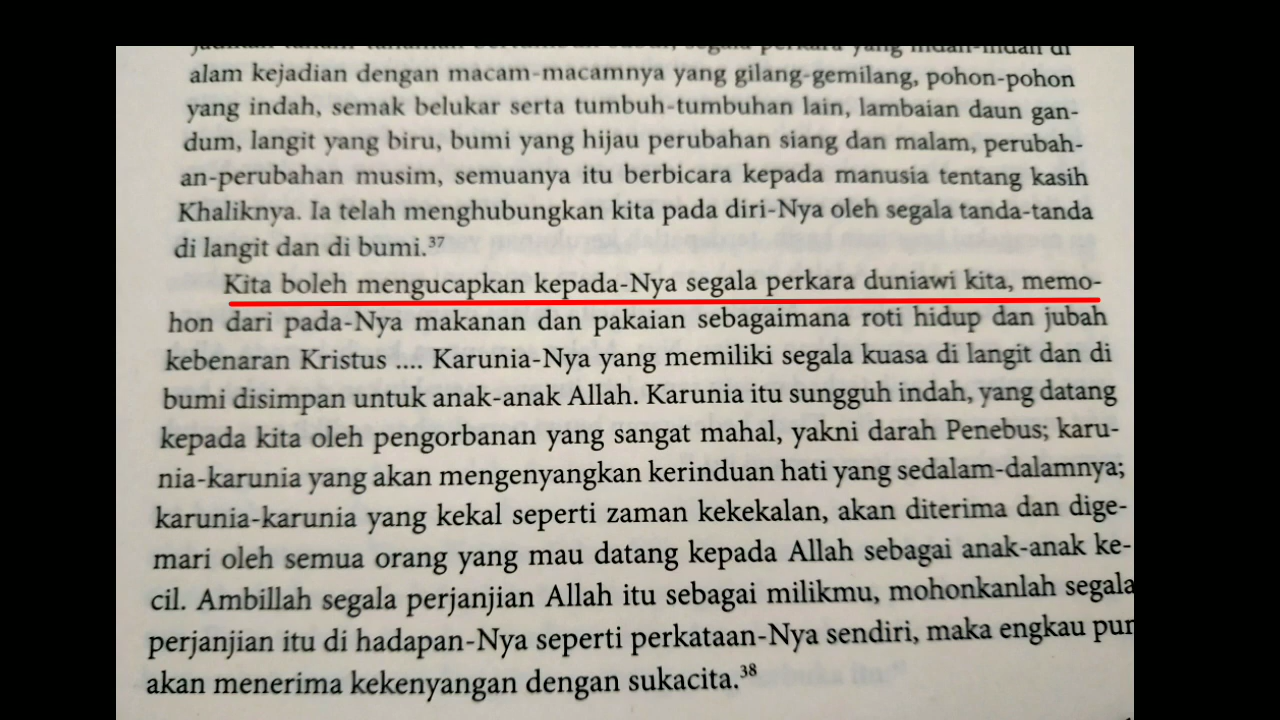 alam kejadian dengan macam-macamnya yang gilang-gemilang, pohon-pohon
yang indah, semak belukar serta tumbuh-tumbuhan lain, lambaian daun gan-
dum, langit yang biru, bumi yang hijau perubahan siang dan malam, perubah-
an-perubahan musim, semuanya itu berbicara kepada manusia tentang kasih
Khaliknya. Ia telah menghubungkan kita pada diri-Nya oleh segala tanda-tanda
di langit dan di bumi.³⁷
Kita boleh mengucapkan kepada-Nya segala perkara duniawi kita, memo-
hon dari pada-Nya makanan dan pakaian sebagaimana roti hidup dan jubah
kebenaran Kristus .... Karunia-Nya yang memiliki segala kuasa di langit dan di
bumi disimpan untuk anak-anak Allah. Karunia itu sungguh indah, yang datang
kepada kita oleh pengorbanan yang sangat mahal, yakni darah Penebus; karu-
nia-karunia yang akan mengenyangkan kerinduan hati yang sedalam-dalamnya;
karunia-karunia yang kekal seperti zaman kekekalan, akan diterima dan dige-
mari oleh semua orang yang mau datang kepada Allah sebagai anak-anak ke-
cil. Ambillah segala perjanjian Allah itu sebagai milikmu, mohonkanlah segala
perjanjian itu di hadapan-Nya seperti perkataan-Nya sendiri, maka engkau pun
akan menerima kekenyangan dengan sukacita.³⁸